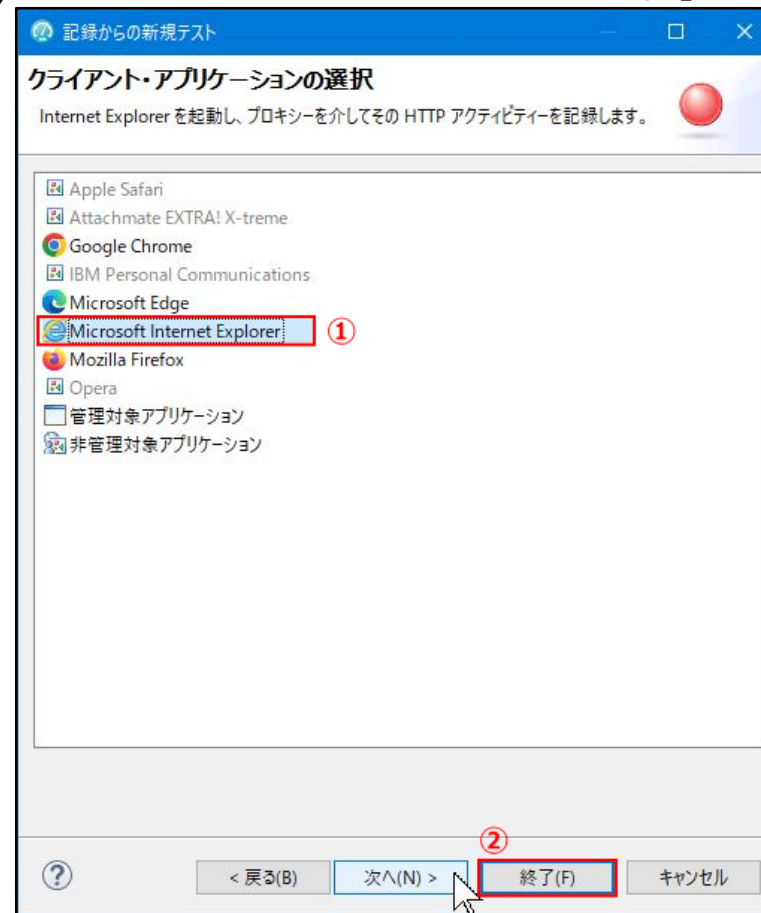 記録からの新規テスト
クライアント・アプリケーションの選択
Internet Explorer を起動し、プロキシーを介してその HTTP アクティビティーを記録します。
Apple Safari
Attachmate EXTRA! X-treme
Google Chrome
IBM Personal Communications
Microsoft Edge
Microsoft Internet Explorer ①
Mozilla Firefox
Opera
管理対象アプリケーション
非管理対象アプリケーション
②
< 戻る(B) 次へ(N) > 終了(F) キャンセル